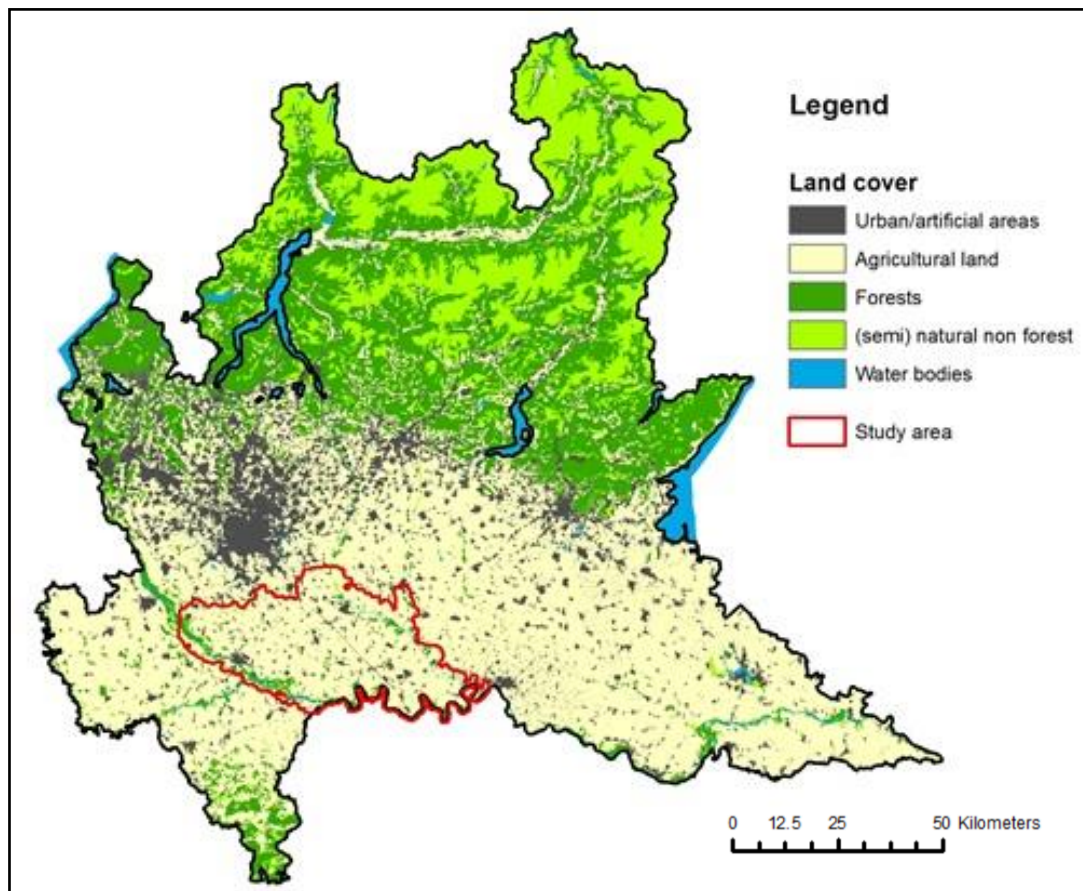 Legend
Land cover
Urban/artificial areas
Agricultural land
Forests
(semi) natural non forest
Water bodies
Study area
0 12.5 25 50 Kilometers